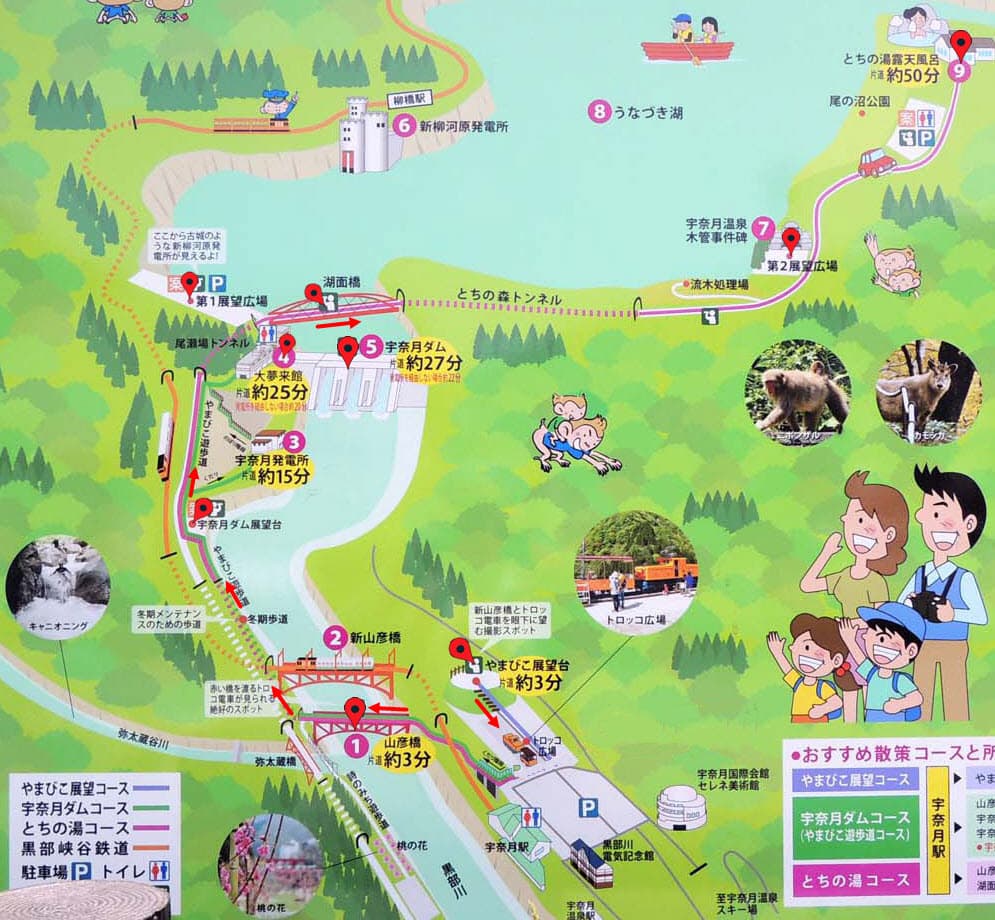 柳橋駅
6 新柳河原発電所
8 うなづき湖
とちの湯露天風呂
片道 約50分
9
尾の沼公園
案
P
宇奈月温泉
木管事件碑
7
第2展望広場
流木処理場
ここから古城のよ
うな新柳河原発
電所が見えるよ!
案 P
第1展望広場
湖面橋
とちの森トンネル
尾瀬場トンネル
4
大夢来館
片道 約25分
5 宇奈月ダム
片道 約27分
やまびこ遊歩道
3
宇奈月発電所
片道 約15分
宇奈月ダム展望台
ニホンザル
カモシカ
キャニオニング
冬期メンテナン
スのための歩道
冬期歩道
2 新山彦橋
新山彦橋とトロッ
コ電車を眼下に望
む撮影スポット
トロッコ広場
やまびこ展望台
片道 約3分
赤い橋を渡るトロ
コ電車が見られる
絶好のスポット
1 山彦橋
片道 約3分
弥太蔵谷川
弥太蔵橋
トロッコ
広場
桃の花
黒部川
宇奈月駅
P
黒部川
電気記念館
宇奈月国際会館
セレネ美術館
宇奈月
温泉駅
至宇奈月温泉
スキー場
桃の花
やまびこ展望コース
宇奈月ダムコース
とちの湯コース
黒部峡谷鉄道
駐車場 P トイレ
●おすすめ散策コースと所
やまびこ展望コース
宇奈月ダムコース
(やまびこ遊歩道コース)
とちの湯コース
宇奈月駅
やま
山彦
宇奈
宇奈
山彦
湖面